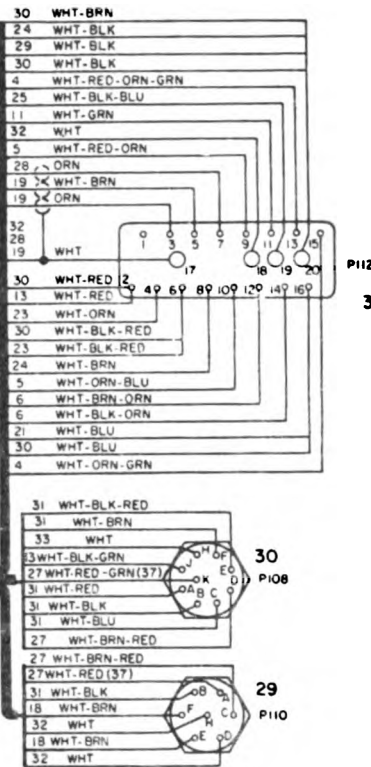 30 WHT-BRN
24 WHT-BLK
29 WHT-BLK
30 WHT-BLK
4 WHT-RED-ORN-GRN
25 WHT-BLK-BLU
11 WHT-GRN
32 WHT
5 WHT-RED-ORN
28 ORN
19 WHT-BRN
19 ORN
32
28
19 WHT
1 3 5 7 9 11 13 15
17 18 19 20
P112
3
30 WHT-RED 2 4 6 8 10 12 14 16
13 WHT-RED
23 WHT-ORN
30 WHT-BLK-RED
23 WHT-BLK-RED
24 WHT-BRN
5 WHT-ORN-BLU
6 WHT-BRN-ORN
6 WHT-BLK-ORN
21 WHT-BLU
30 WHT-BLU
4 WHT-ORN-GRN
31 WHT-BLK-RED
31 WHT-BRN
33 WHT
13 WHT-BLK-GRN
27 WHT-RED-GRN(37)
31 WHT-RED
31 WHT-BLK
31 WHT-BLU
27 WHT-BRN-RED
H F
J E
K D
A B C
30
P108
27 WHT-BRN-RED
27 WHT-RED(37)
31 WHT-BLK
18 WHT-BRN
32 WHT
18 WHT-BRN
32 WHT
B A
F H C
E D
29
P110